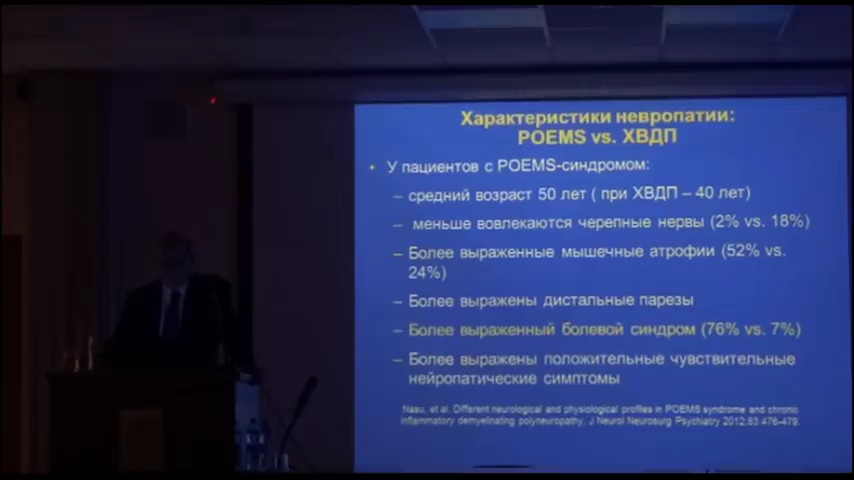 Характеристики невропатии:
POEMS vs. ХВДП
• У пациентов с POEMS-синдромом:
– средний возраст 50 лет ( при ХВДП – 40 лет)
– меньше вовлекаются черепные нервы (2% vs. 18%)
– Более выраженные мышечные атрофии (52% vs.
24%)
– Более выражены дистальные парезы
– Более выраженный болевой синдром (76% vs. 7%)
– Более выражены положительные чувствительные
нейропатические симптомы
Nasu, et al. Different neurological and physiological profiles in POEMS syndrome and chronic
inflammatory demyelinating polyneuropathy. J Neurol Neurosurg Psychiatry 2012;83:476-479.